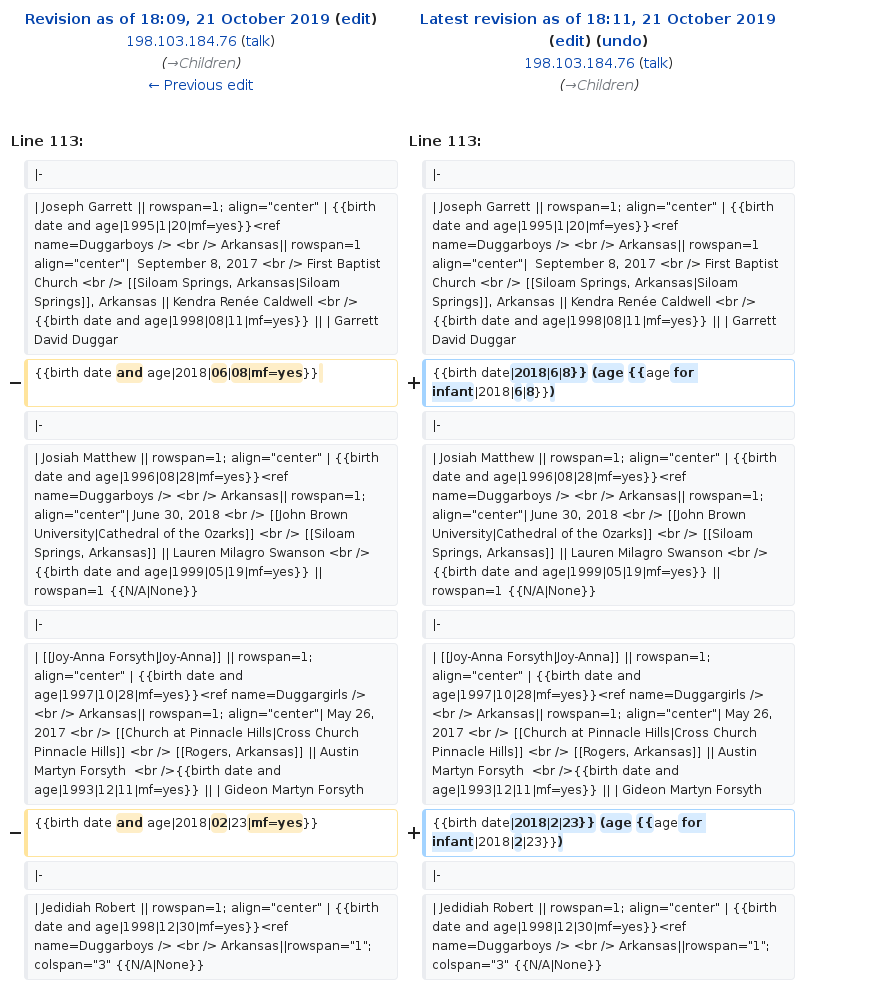 Revision as of 18:09, 21 October 2019 (edit)
198.103.184.76 (talk)
(→Children)
← Previous edit
Latest revision as of 18:11, 21 October 2019
(edit) (undo)
198.103.184.76 (talk)
(→Children)
Line 113:
|-
| Joseph Garrett || rowspan=1; align="center" | {{birth
date and age|1995|1|20|mf=yes}}<ref
name=Duggarboys /> <br /> Arkansas|| rowspan=1
align="center"|  September 8, 2017 <br /> First Baptist
Church <br /> [[Siloam Springs, Arkansas|Siloam
Springs]], Arkansas || Kendra Renée Caldwell <br />
{{birth date and age|1998|08|11|mf=yes}} || | Garrett
David Duggar
− {{birth date and age|2018|06|08|mf=yes}}
|-
| Josiah Matthew || rowspan=1; align="center" | {{birth
date and age|1996|08|28|mf=yes}}<ref
name=Duggarboys /> <br /> Arkansas|| rowspan=1;
align="center"| June 30, 2018 <br /> [[John Brown
University|Cathedral of the Ozarks]] <br /> [[Siloam
Springs, Arkansas]] || Lauren Milagro Swanson <br />
{{birth date and age|1999|05|19|mf=yes}} ||
rowspan=1 {{N/A|None}}
|-
| [[Joy-Anna Forsyth|Joy-Anna]] || rowspan=1;
align="center" | {{birth date and
age|1997|10|28|mf=yes}}<ref name=Duggargirls />
<br /> Arkansas|| rowspan=1; align="center"| May 26,
2017 <br /> [[Church at Pinnacle Hills|Cross Church
Pinnacle Hills]] <br /> [[Rogers, Arkansas]] || Austin
Martyn Forsyth  <br />{{birth date and
age|1993|12|11|mf=yes}} || | Gideon Martyn Forsyth
− {{birth date and age|2018|02|23|mf=yes}}
|-
| Jedidiah Robert || rowspan=1; align="center" | {{birth
date and age|1998|12|30|mf=yes}}<ref
name=Duggarboys /> <br /> Arkansas||rowspan="1";
colspan="3" {{N/A|None}}
Line 113:
|-
| Joseph Garrett || rowspan=1; align="center" | {{birth
date and age|1995|1|20|mf=yes}}<ref
name=Duggarboys /> <br /> Arkansas|| rowspan=1
align="center"|  September 8, 2017 <br /> First Baptist
Church <br /> [[Siloam Springs, Arkansas|Siloam
Springs]], Arkansas || Kendra Renée Caldwell <br />
{{birth date and age|1998|08|11|mf=yes}} || | Garrett
David Duggar
+ {{birth date|2018|6|8}} (age {{age for
infant|2018|6|8}})
|-
| Josiah Matthew || rowspan=1; align="center" | {{birth
date and age|1996|08|28|mf=yes}}<ref
name=Duggarboys /> <br /> Arkansas|| rowspan=1;
align="center"| June 30, 2018 <br /> [[John Brown
University|Cathedral of the Ozarks]] <br /> [[Siloam
Springs, Arkansas]] || Lauren Milagro Swanson <br />
{{birth date and age|1999|05|19|mf=yes}} ||
rowspan=1 {{N/A|None}}
|-
| [[Joy-Anna Forsyth|Joy-Anna]] || rowspan=1;
align="center" | {{birth date and
age|1997|10|28|mf=yes}}<ref name=Duggargirls />
<br /> Arkansas|| rowspan=1; align="center"| May 26,
2017 <br /> [[Church at Pinnacle Hills|Cross Church
Pinnacle Hills]] <br /> [[Rogers, Arkansas]] || Austin
Martyn Forsyth  <br />{{birth date and
age|1993|12|11|mf=yes}} || | Gideon Martyn Forsyth
+ {{birth date|2018|2|23}} (age {{age for
infant|2018|2|23}})
|-
| Jedidiah Robert || rowspan=1; align="center" | {{birth
date and age|1998|12|30|mf=yes}}<ref
name=Duggarboys /> <br /> Arkansas||rowspan="1";
colspan="3" {{N/A|None}}